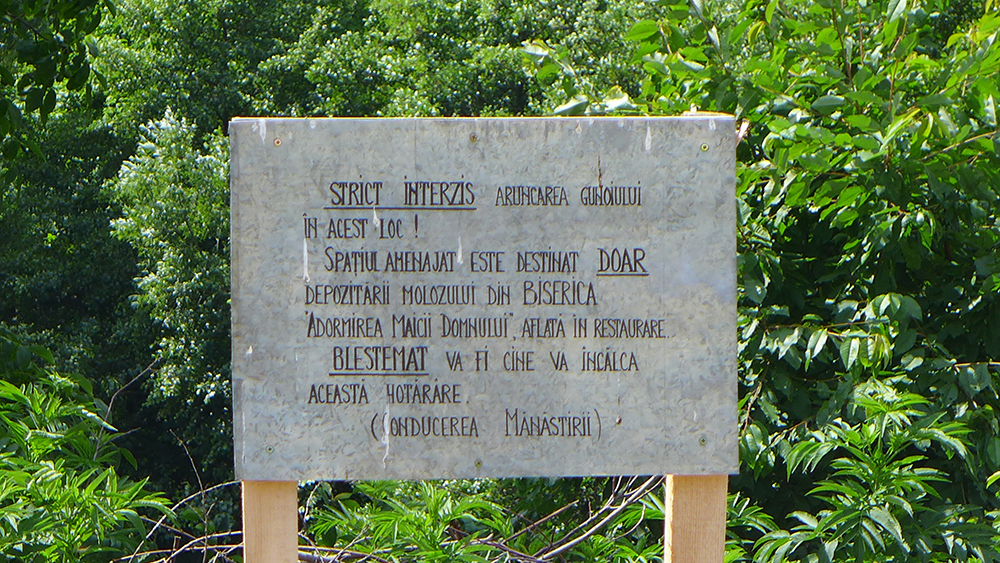 STRICT INTERZIS ARUNCAREA GUNOIULUI
ÎN ACEST LOC !
SPAȚIUL AMENAJAT ESTE DESTINAT DOAR
DEPOZITĂRII MOLOZULUI DIN BISERICA
"ADORMIREA MAICII DOMNULUI", AFLATĂ ÎN RESTAURARE.
BLESTEMAT VA FI CINE VA ÎNCĂLCA
ACEASTĂ HOTĂRÂRE.
(CONDUCEREA MĂNĂSTIRII)